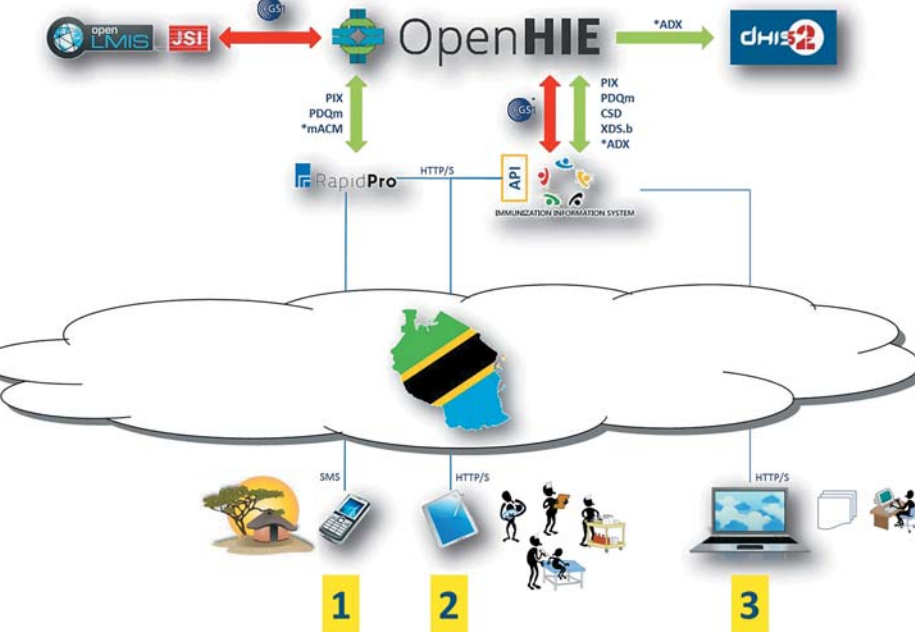 open
LMIS
JSI
GS1
OpenHIE
*ADX
dHIS2
PIX
PDQm
*mACM
GS1*
PIX
PDQm
CSD
XDS.b
*ADX
RapidPro
HTTP/S
API
IMMUNIZATION INFORMATION SYSTEM
SMS
HTTP/S
HTTP/S
1
2
3